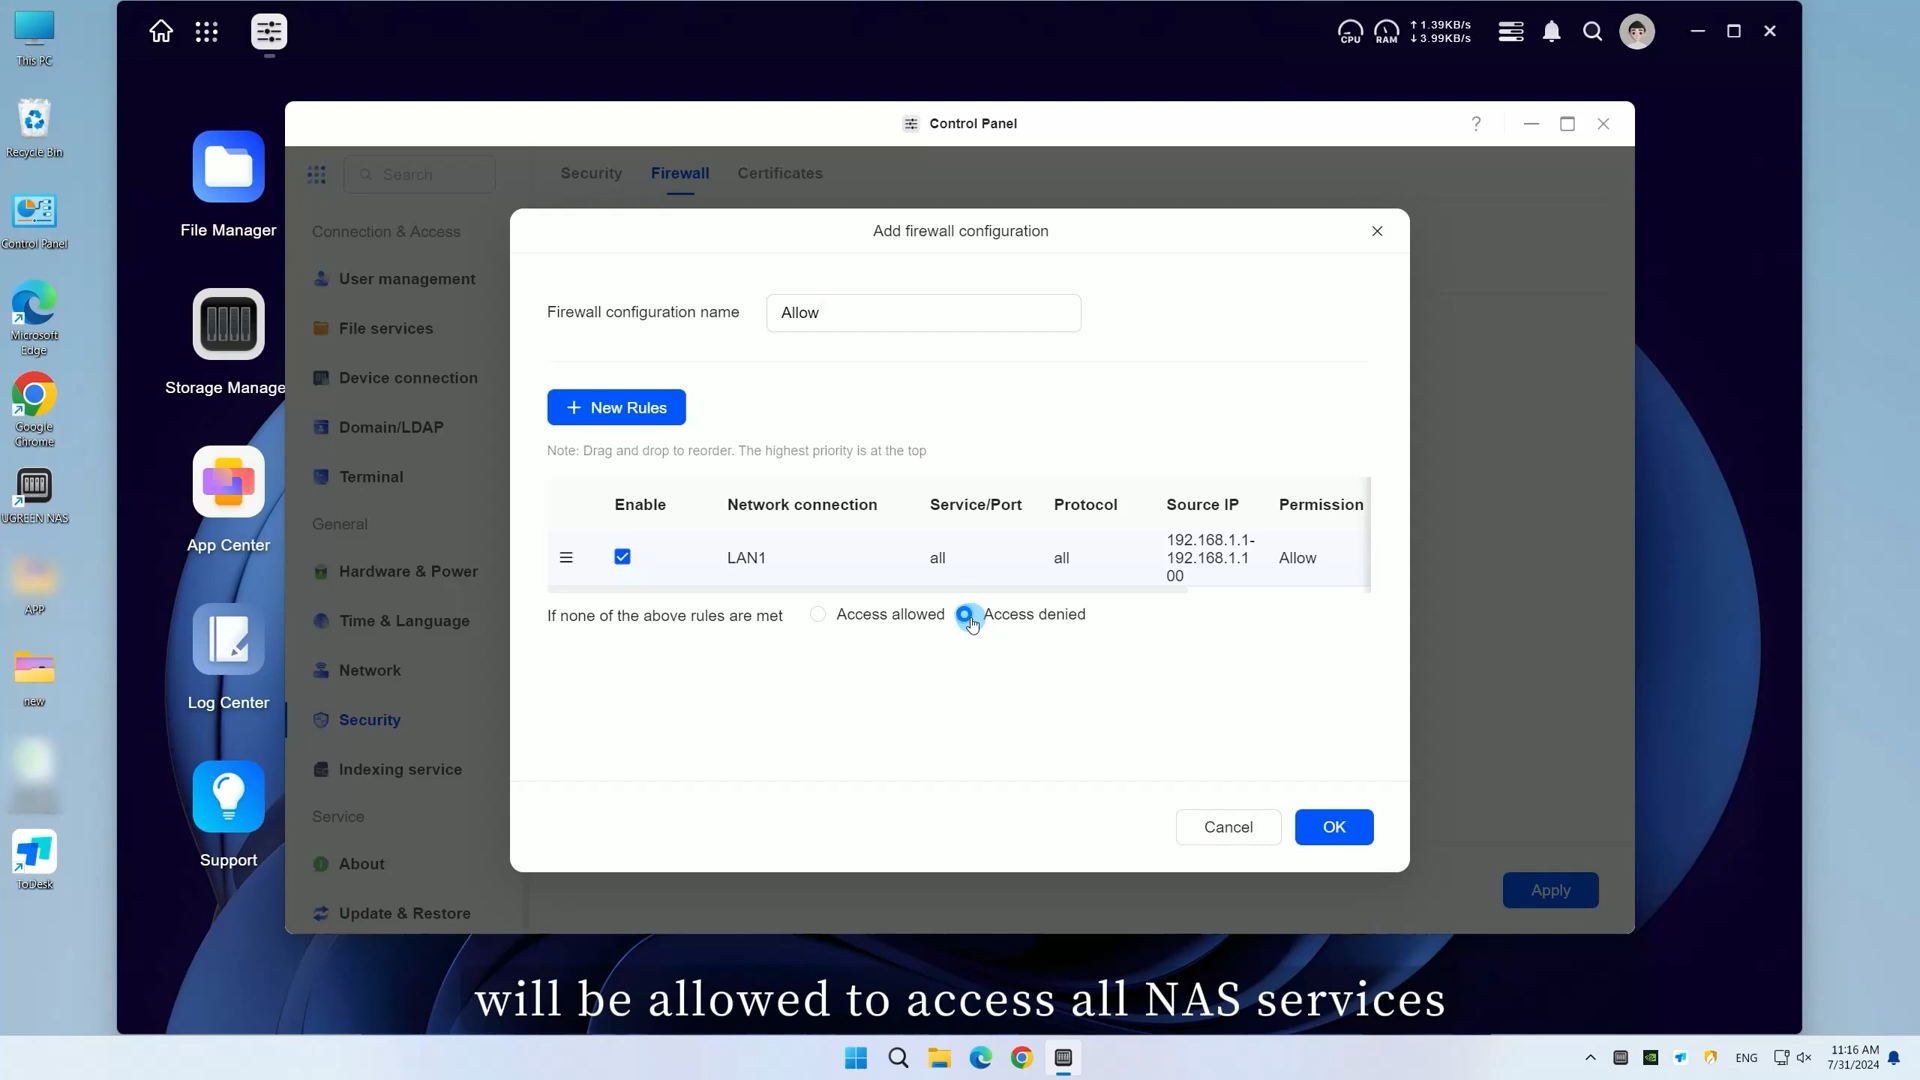 This PC
Recycle Bin
Control Panel
Microsoft
Edge
Google
Chrome
UGREEN NAS
APP
new
ToDesk
CPU
RAM
↑ 1.39KB/s
↓ 3.99KB/s
File Manager
Storage Manage
App Center
Log Center
Support
Control Panel
?
Search
Security
Firewall
Certificates
Connection & Access
User management
File services
Device connection
Domain/LDAP
Terminal
General
Hardware & Power
Time & Language
Network
Security
Indexing service
Service
About
Update & Restore
Add firewall configuration
Firewall configuration name
Allow
+ New Rules
Note: Drag and drop to reorder. The highest priority is at the top
Enable Network connection Service/Port Protocol Source IP Permission
LAN1 all all 192.168.1.1-
192.168.1.1
00
Allow
If none of the above rules are met Access allowed Access denied
Cancel
OK
Apply
will be allowed to access all NAS services
ENG
11:16 AM
7/31/2024